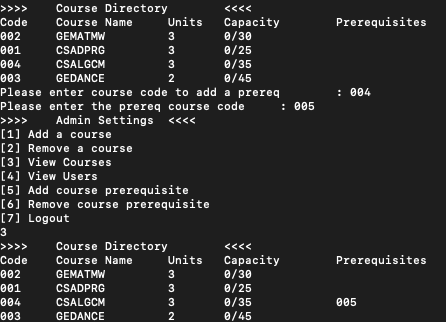 >>>> Course Directory <<<<
Code Course Name Units Capacity Prerequisites
002 GEMATMW 3 0/30
001 CSADPRG 3 0/25
004 CSALGCM 3 0/35
003 GEDANCE 2 0/45
Please enter course code to add a prereq : 004
Please enter the prereq course code : 005
>>>> Admin Settings <<<<
[1] Add a course
[2] Remove a course
[3] View Courses
[4] View Users
[5] Add course prerequisite
[6] Remove course prerequisite
[7] Logout
3
>>>> Course Directory <<<<
Code Course Name Units Capacity Prerequisites
002 GEMATMW 3 0/30
001 CSADPRG 3 0/25
004 CSALGCM 3 0/35 005
003 GEDANCE 2 0/45